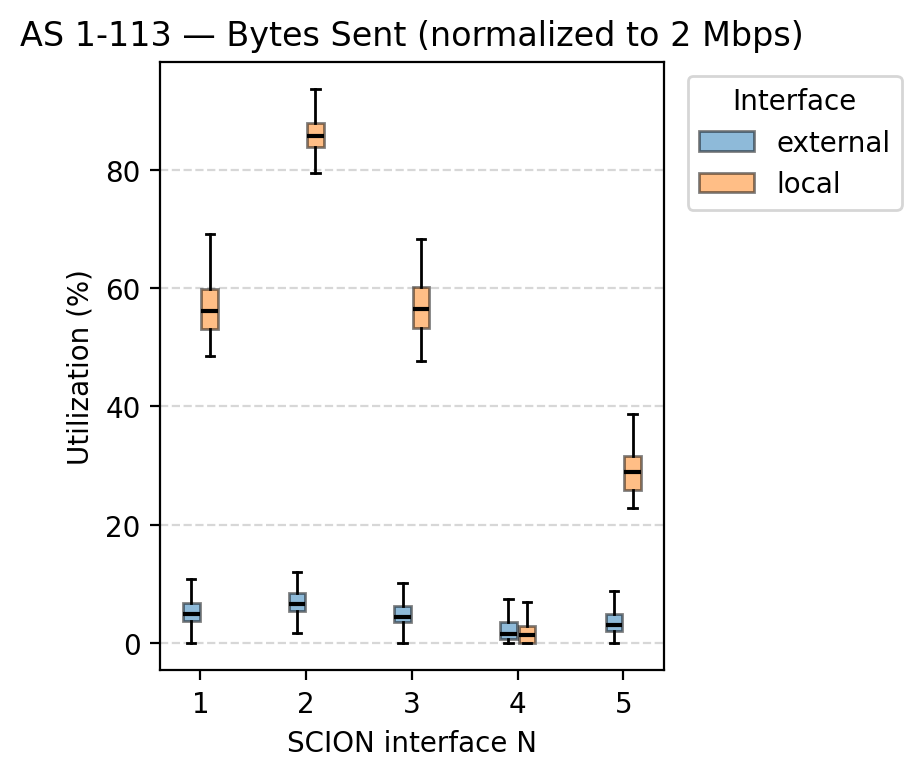 AS 1-113 — Bytes Sent (normalized to 2 Mbps)
Interface
external
local
Utilization (%)
80
60
40
20
0
1 2 3 4 5
SCION interface N